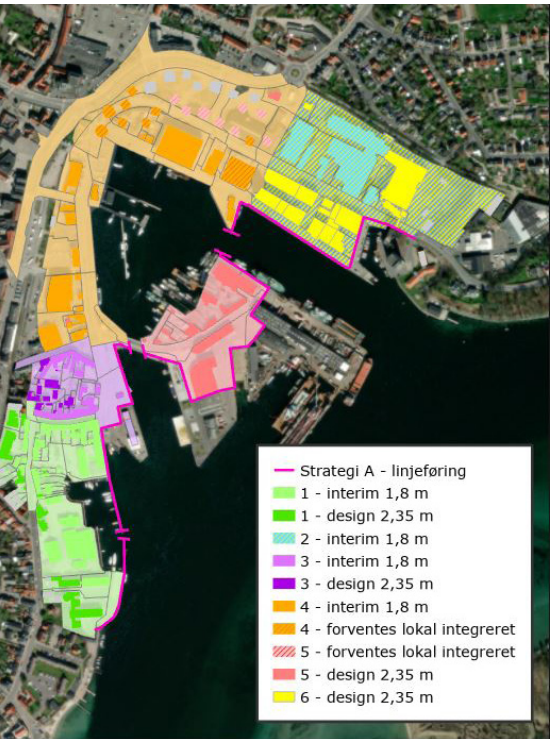 Strategi A - linjeføring
1 - interim 1,8 m
1 - design 2,35 m
2 - interim 1,8 m
3 - interim 1,8 m
3 - design 2,35 m
4 - interim 1,8 m
4 - forventes lokal integreret
5 - forventes lokal integreret
5 - design 2,35 m
6 - design 2,35 m